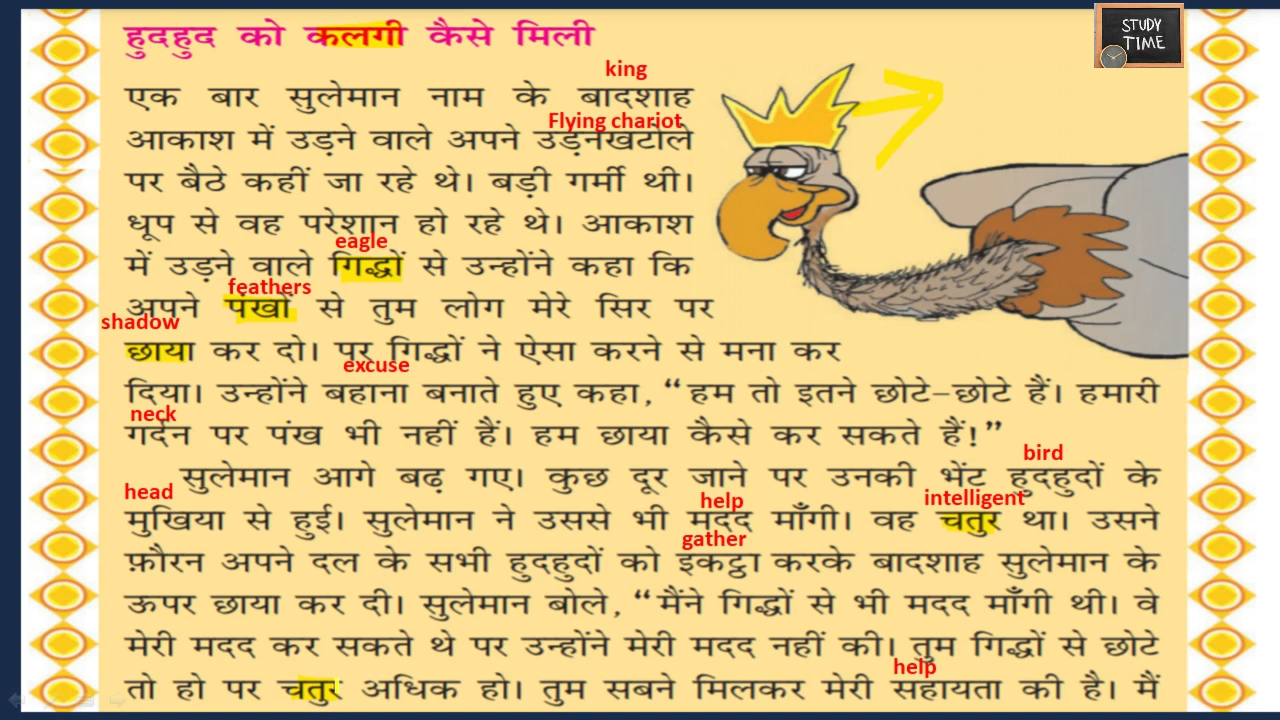 हुदहुद को कलगी कैसे मिली
STUDY
TIME
king
एक बार सुलेमान नाम के बादशाह
Flying chariot
आकाश में उड़ने वाले अपने उड़नखटोले
पर बैठे कहीं जा रहे थे। बड़ी गर्मी थी।
धूप से वह परेशान हो रहे थे। आकाश
eagle
में उड़ने वाले गिद्धों से उन्होंने कहा कि
feathers
अपने पंखों से तुम लोग मेरे सिर पर
shadow
छाया कर दो। पर गिद्धों ने ऐसा करने से मना कर
excuse
दिया। उन्होंने बहाना बनाते हुए कहा, “हम तो इतने छोटे-छोटे हैं। हमारी
neck
गर्दन पर पंख भी नहीं हैं। हम छाया कैसे कर सकते हैं!”
bird
सुलेमान आगे बढ़ गए। कुछ दूर जाने पर उनकी भेंट हुदहुदों के
head help intelligent
मुखिया से हुई। सुलेमान ने उससे भी मदद माँगी। वह चतुर था। उसने
gather
फ़ौरन अपने दल के सभी हुदहुदों को इकट्ठा करके बादशाह सुलेमान के
ऊपर छाया कर दी। सुलेमान बोले, “मैंने गिद्धों से भी मदद माँगी थी। वे
मेरी मदद कर सकते थे पर उन्होंने मेरी मदद नहीं की। तुम गिद्धों से छोटे
help
तो हो पर चतुर अधिक हो। तुम सबने मिलकर मेरी सहायता की है। मैं